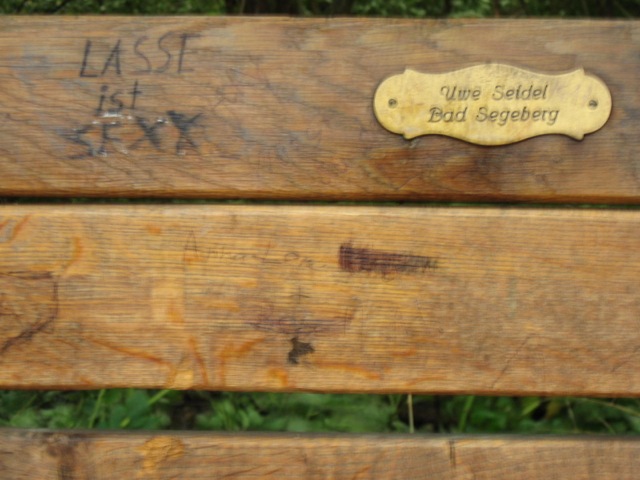 LASSE
ist
SEXX
Uwe Seidel
Bad Segeberg